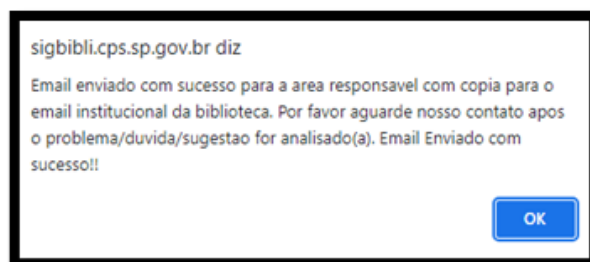 sigbibli.cps.sp.gov.br diz
Email enviado com sucesso para a area responsavel com copia para o
email institucional da biblioteca. Por favor aguarde nosso contato apos
o problema/duvida/sugestao for analisado(a). Email Enviado com
sucesso!!
OK